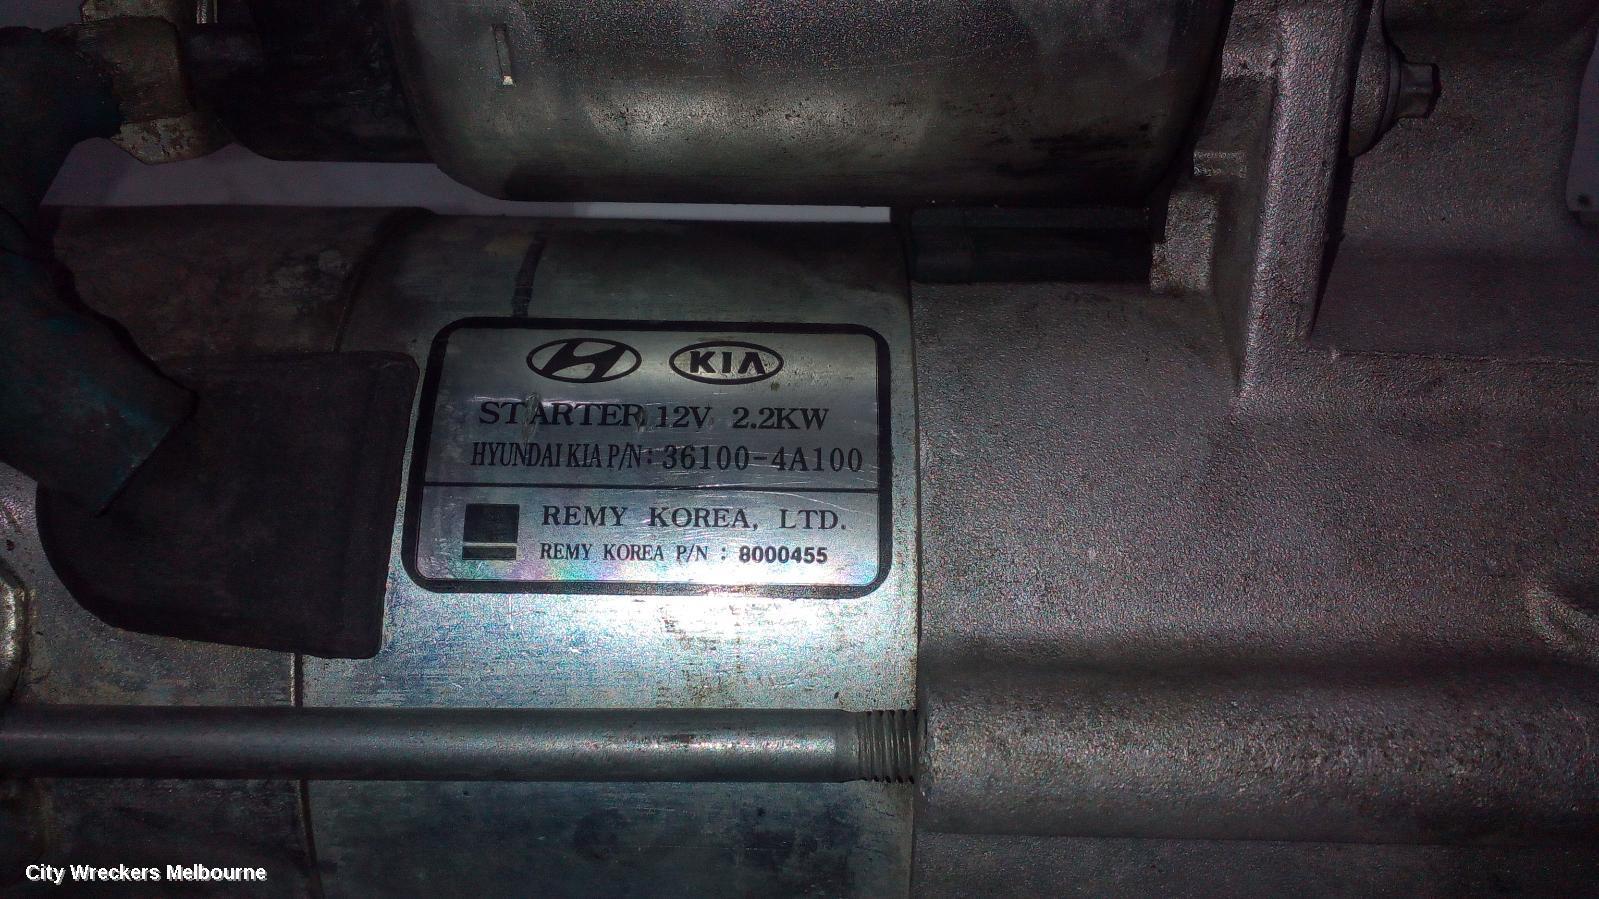 KIA
STARTER 12V 2.2KW
HYUNDAI KIA P/N: 36100-4A100
REMY KOREA, LTD.
REMY KOREA P/N : 8000455
City Wreckers Melbourne